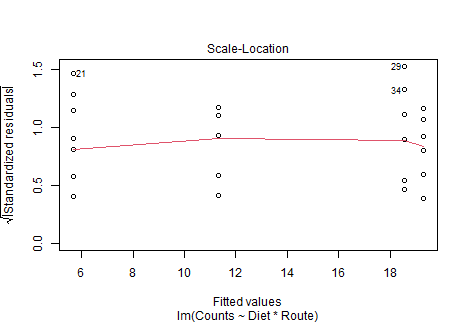 Scale-Location
√|Standardized residuals|
0.0 0.5 1.0 1.5
21
29
34
6 8 10 12 14 16 18
Fitted values
lm(Counts ~ Diet * Route)